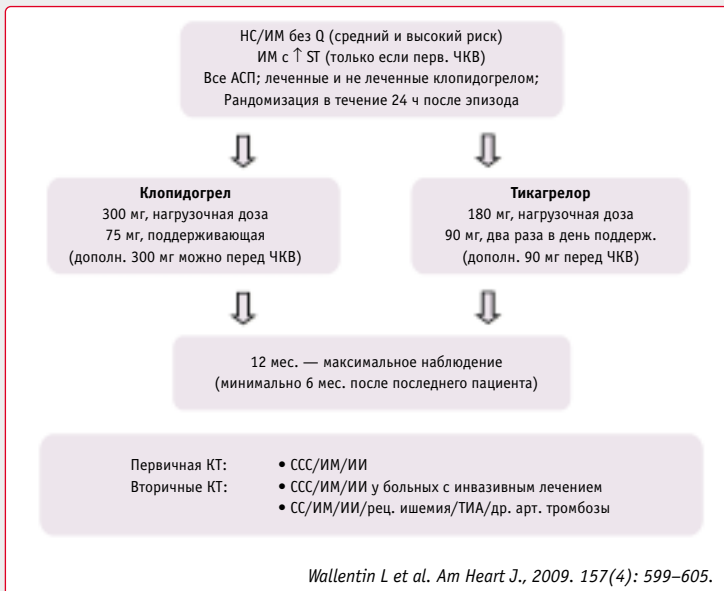 НС/ИМ без Q (средний и высокий риск)
ИМ с ↑ ST (только если перв. ЧКВ)
Все АСП; леченные и не леченные клопидогрелом;
Рандомизация в течение 24 ч после эпизода
Клопидогрел
300 мг, нагрузочная доза
75 мг, поддерживающая
(дополн. 300 мг можно перед ЧКВ)
Тикагрелор
180 мг, нагрузочная доза
90 мг, два раза в день поддерж.
(дополн. 90 мг перед ЧКВ)
12 мес. — максимальное наблюдение
(минимально 6 мес. после последнего пациента)
Первичная КТ: • ССС/ИМ/ИИ
Вторичные КТ: • ССС/ИМ/ИИ у больных с инвазивным лечением
• СС/ИМ/ИИ/рец. ишемия/ТИА/др. арт. тромбозы
Wallentin L et al. Am Heart J., 2009. 157(4): 599–605.